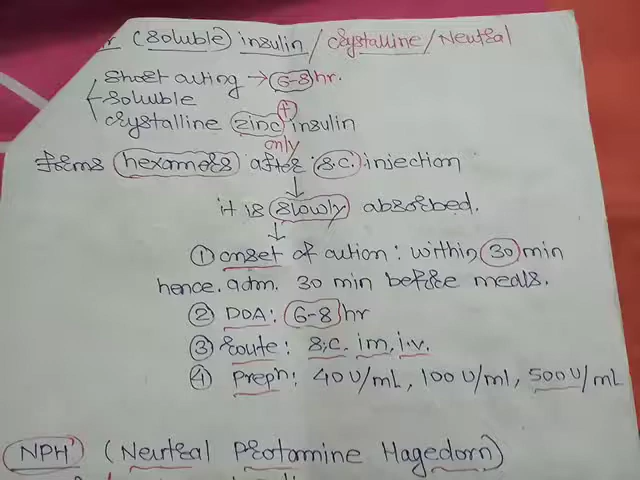 (soluble) insulin / crystalline / Neutral
short acting → 6-8 hr.
soluble
crystalline zinc insulin
only
forms hexamers after s.c. injection
it is slowly absorbed.
① onset of aution: within 30 min
hence. adm. 30 min before meals.
② DOA: 6-8 hr
③ route: s.c. im, i.v.
④ prepn: 40 U/mL, 100 U/ml, 500 U/mL
NPH (Neutral Protamine Hagedorn)